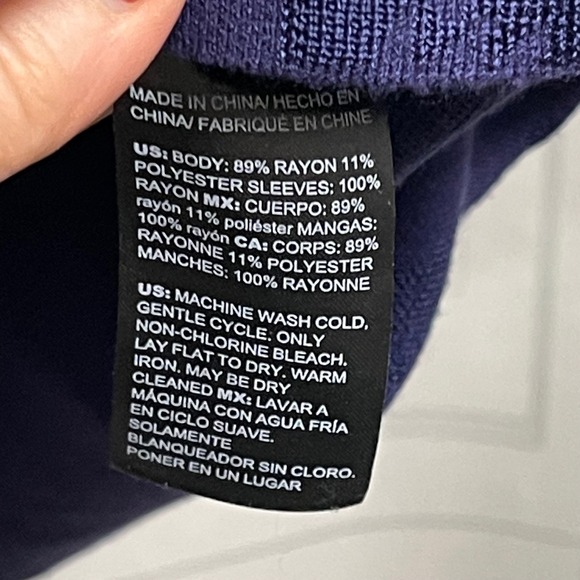 MADE IN CHINA/ HECHO EN
CHINA/ FABRIQUÉ EN CHINE
US: BODY: 89% RAYON 11%
POLYESTER SLEEVES: 100%
RAYON MX: CUERPO: 89%
rayón 11% poliéster MANGAS:
100% rayón CA: CORPS: 89%
RAYONNE 11% POLYESTER
MANCHES: 100% RAYONNE
US: MACHINE WASH COLD,
GENTLE CYCLE. ONLY
NON-CHLORINE BLEACH.
LAY FLAT TO DRY. WARM
IRON. MAY BE DRY
CLEANED MX: LAVAR A
MÁQUINA CON AGUA FRÍA
EN CICLO SUAVE.
SOLAMENTE
BLANQUEADOR SIN CLORO.
PONER EN UN LUGAR